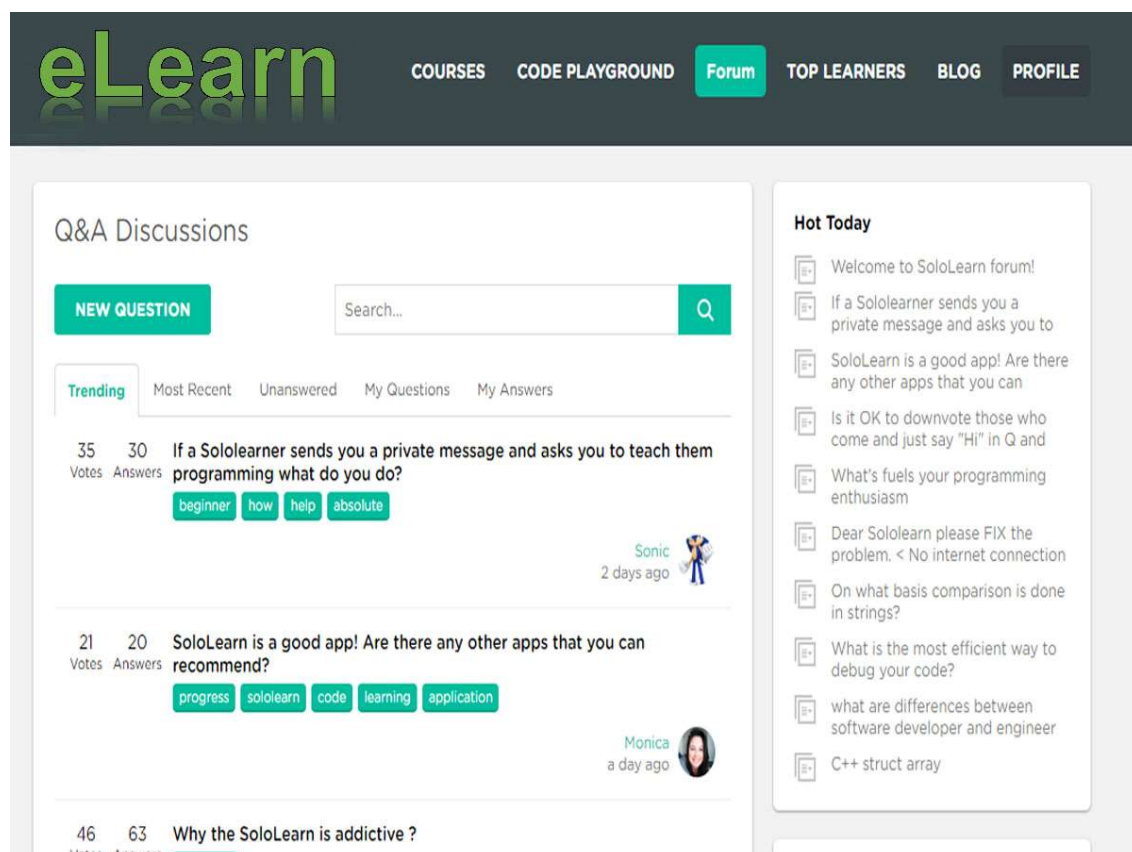 eLearn
COURSES CODE PLAYGROUND Forum TOP LEARNERS BLOG PROFILE
Q&A Discussions
NEW QUESTION
Search...
Trending Most Recent Unanswered My Questions My Answers
35 30 If a Sololearner sends you a private message and asks you to teach them
Votes Answers programming what do you do?
beginner how help absolute
Sonic
2 days ago
21 20 SoloLearn is a good app! Are there any other apps that you can
Votes Answers recommend?
progress sololearn code learning application
Monica
a day ago
46 63 Why the SoloLearn is addictive ?
Votes Answers
Hot Today
Welcome to SoloLearn forum!
If a Sololearner sends you a
private message and asks you to
SoloLearn is a good app! Are there
any other apps that you can
Is it OK to downvote those who
come and just say "Hi" in Q and
What's fuels your programming
enthusiasm
Dear Sololearn please FIX the
problem. < No internet connection
On what basis comparison is done
in strings?
What is the most efficient way to
debug your code?
what are differences between
software developer and engineer
C++ struct array